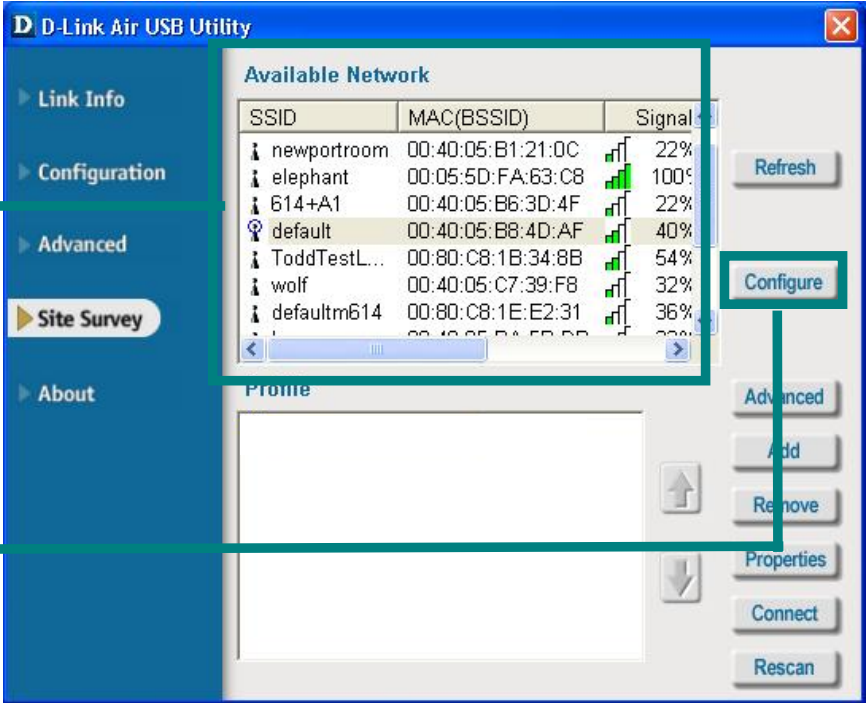 D D-Link Air USB Utility
Link Info
Configuration
Advanced
Site Survey
About
Available Network
SSID MAC(BSSID) Signal
newportroom 00:40:05:B1:21:0C 22%
elephant 00:05:5D:FA:63:C8 100%
614+A1 00:40:05:B6:3D:4F 22%
default 00:40:05:B8:4D:AF 40%
ToddTestL... 00:80:C8:1B:34:8B 54%
wolf 00:40:05:C7:39:F8 32%
defaultm614 00:80:C8:1E:E2:31 36%
Refresh
Configure
Profile
Advanced
Add
Remove
Properties
Connect
Rescan